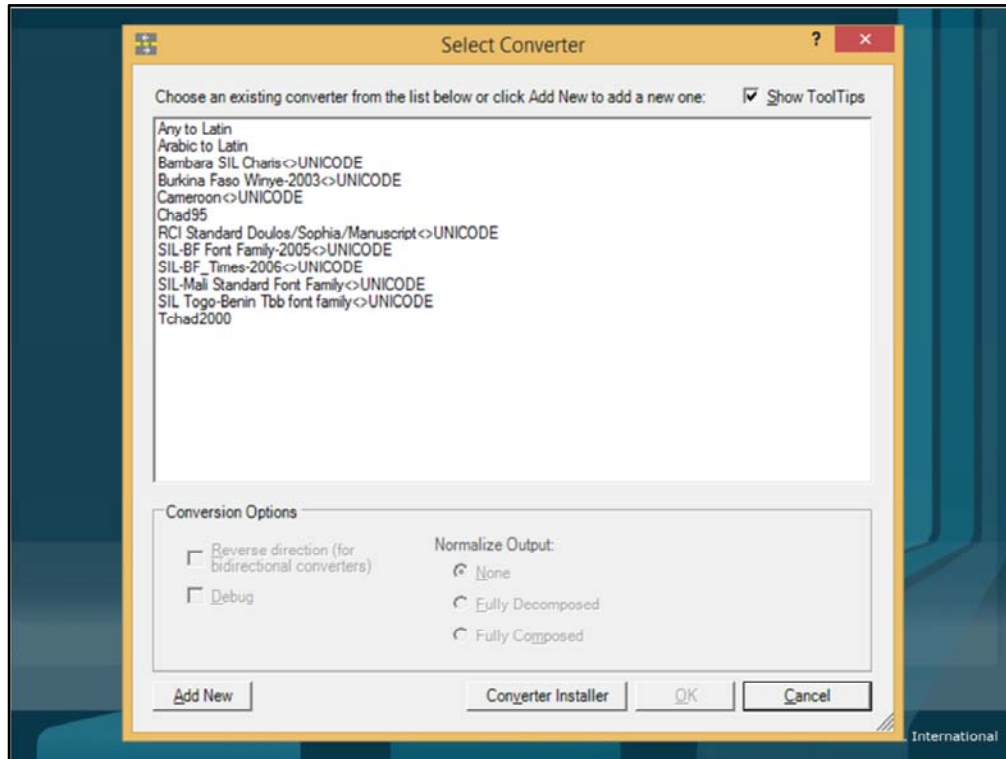 Select Converter
?
×
Choose an existing converter from the list below or click Add New to add a new one:
Show ToolTips
Any to Latin
Arabic to Latin
Bambara SIL Charis<>UNICODE
Burkina Faso Winye-2003<>UNICODE
Cameroon<>UNICODE
Chad95
RCI Standard Doulos/Sophia/Manuscript<>UNICODE
SIL-BF Font Family-2005<>UNICODE
SIL-BF_Times-2006<>UNICODE
SIL-Mali Standard Font Family<>UNICODE
SIL Togo-Benin Tbb font family<>UNICODE
Tchad2000
Conversion Options
Reverse direction (for
bidirectional converters)
Debug
Normalize Output:
None
Fully Decomposed
Fully Composed
Add New
Converter Installer
OK
Cancel
International